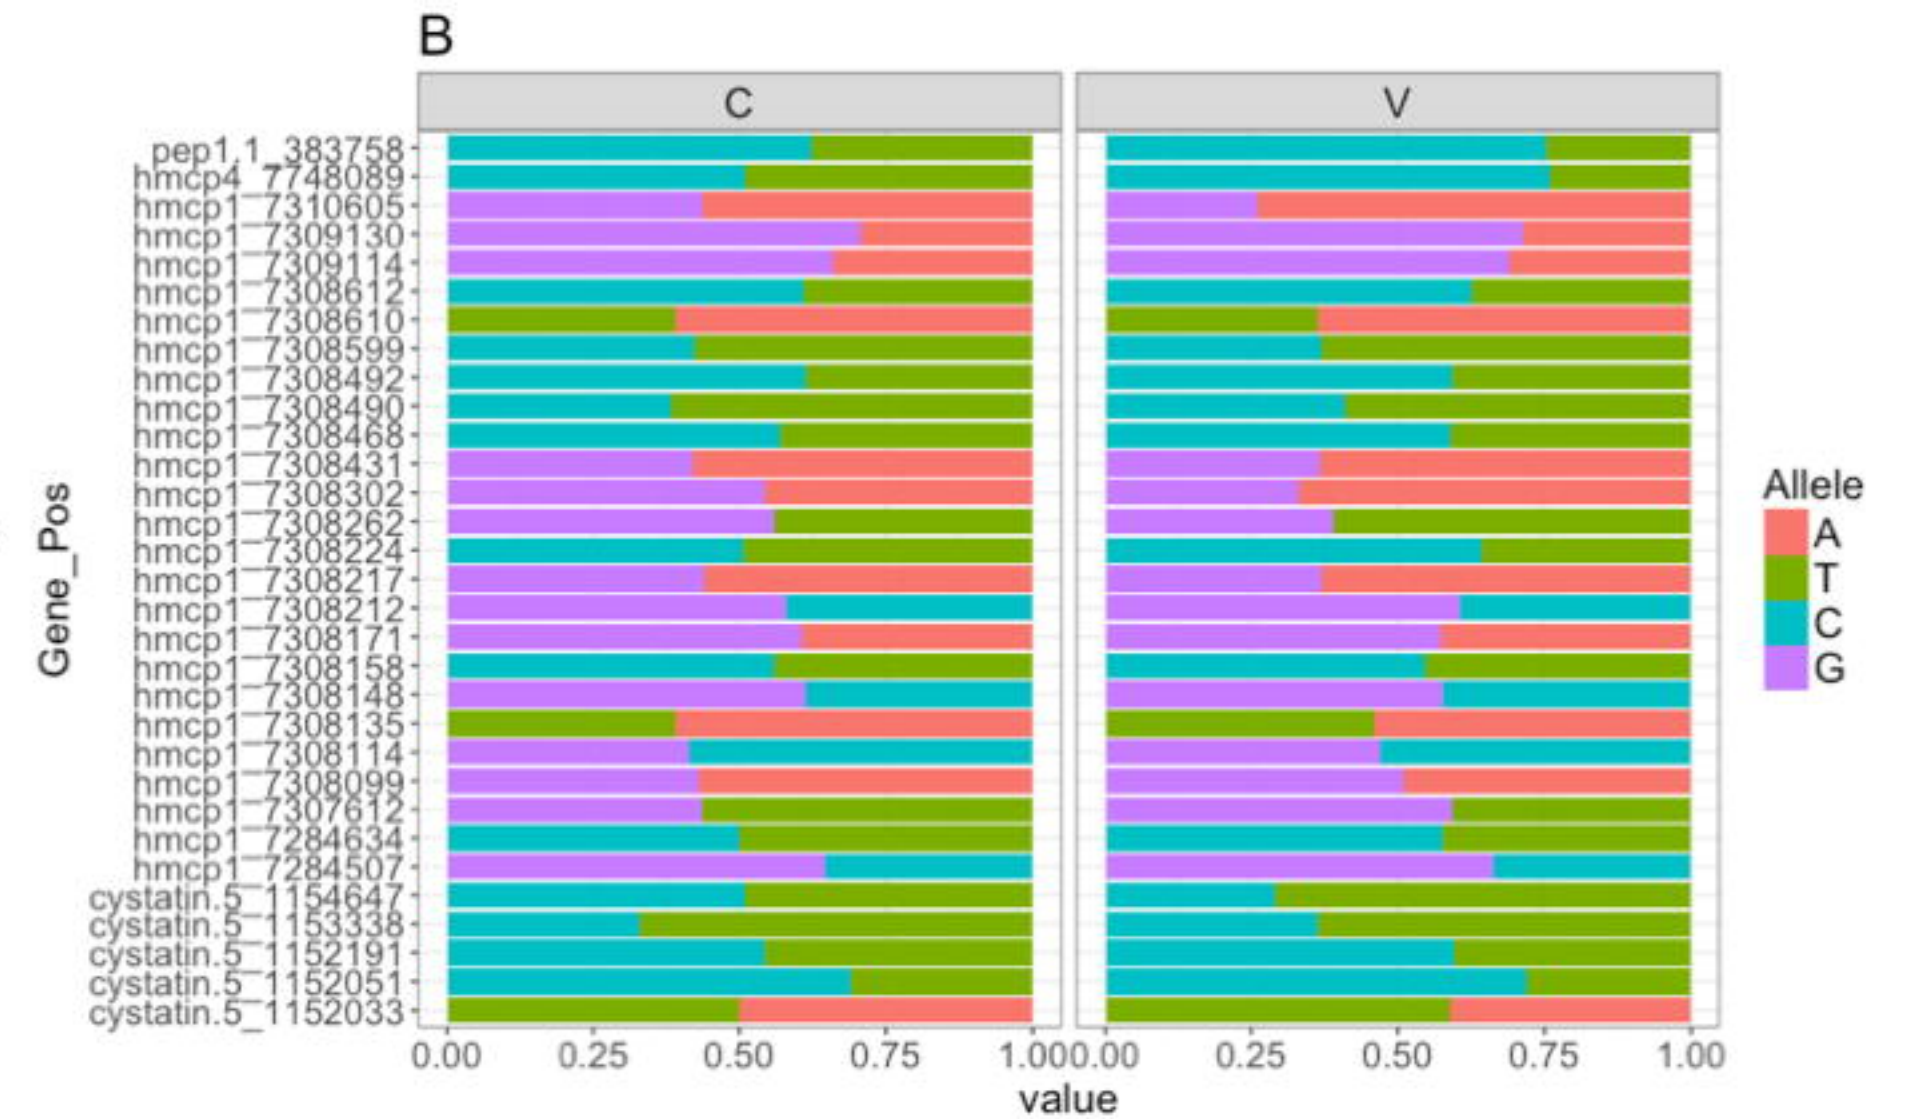 B
C V
pep1.1_383758
hmcp4_7748089
hmcp1_7310605
hmcp1_7309130
hmcp1_7309114
hmcp1_7308612
hmcp1_7308610
hmcp1_7308599
hmcp1_7308492
hmcp1_7308490
hmcp1_7308468
hmcp1_7308431
hmcp1_7308302
hmcp1_7308262
hmcp1_7308224
hmcp1_7308217
hmcp1_7308212
hmcp1_7308171
hmcp1_7308158
hmcp1_7308148
hmcp1_7308135
hmcp1_7308114
hmcp1_7308099
hmcp1_7307612
hmcp1_7284634
hmcp1_7284507
cystatin.5_1154647
cystatin.5_1153338
cystatin.5_1152191
cystatin.5_1152051
cystatin.5_1152033
Gene_Pos
0.00 0.25 0.50 0.75 1.00 0.00 0.25 0.50 0.75 1.00
value
Allele
A
T
C
G